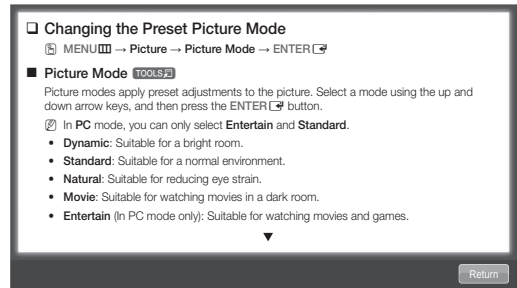 ❑ Changing the Preset Picture Mode
MENU → Picture → Picture Mode → ENTER
■ Picture Modes TOOLS
Picture modes apply preset adjustments to the picture. Select a mode using the up and
down arrow keys, and then press the ENTER button.
In PC mode, you can only select Entertain and Standard.
• Dynamic: Suitable for a bright room.
• Standard: Suitable for a normal environment.
• Natural: Suitable for reducing eye strain.
• Movie: Suitable for watching movies in a dark room.
• Entertain (In PC mode only): Suitable for watching movies and games.
▼
Return